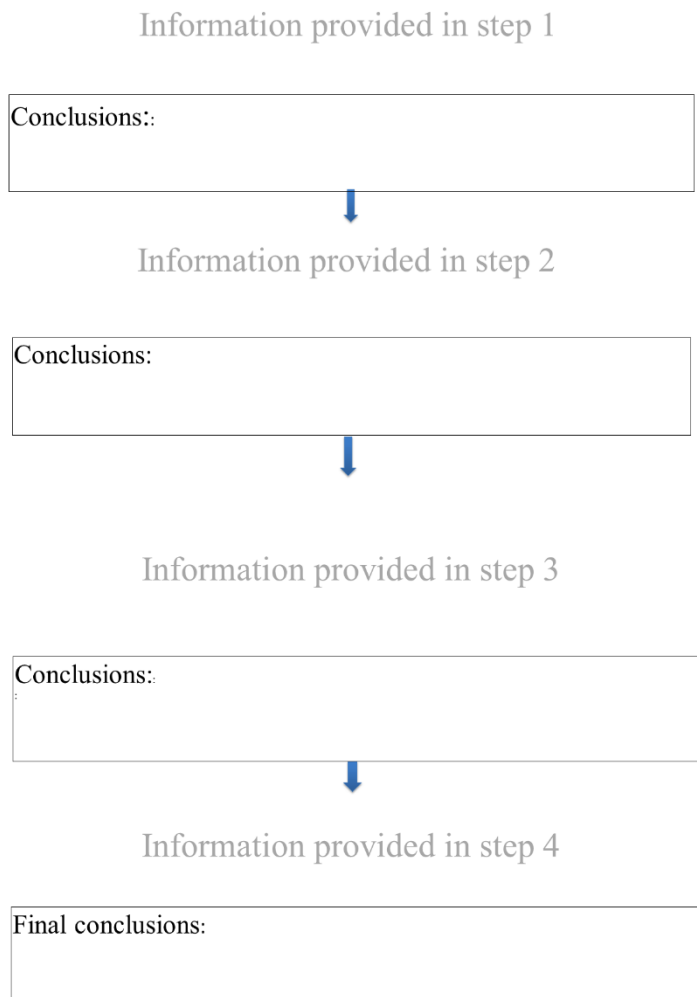 Information provided in step 1
Conclusions::
Information provided in step 2
Conclusions:
Information provided in step 3
Conclusions::
:
Information provided in step 4
Final conclusions: